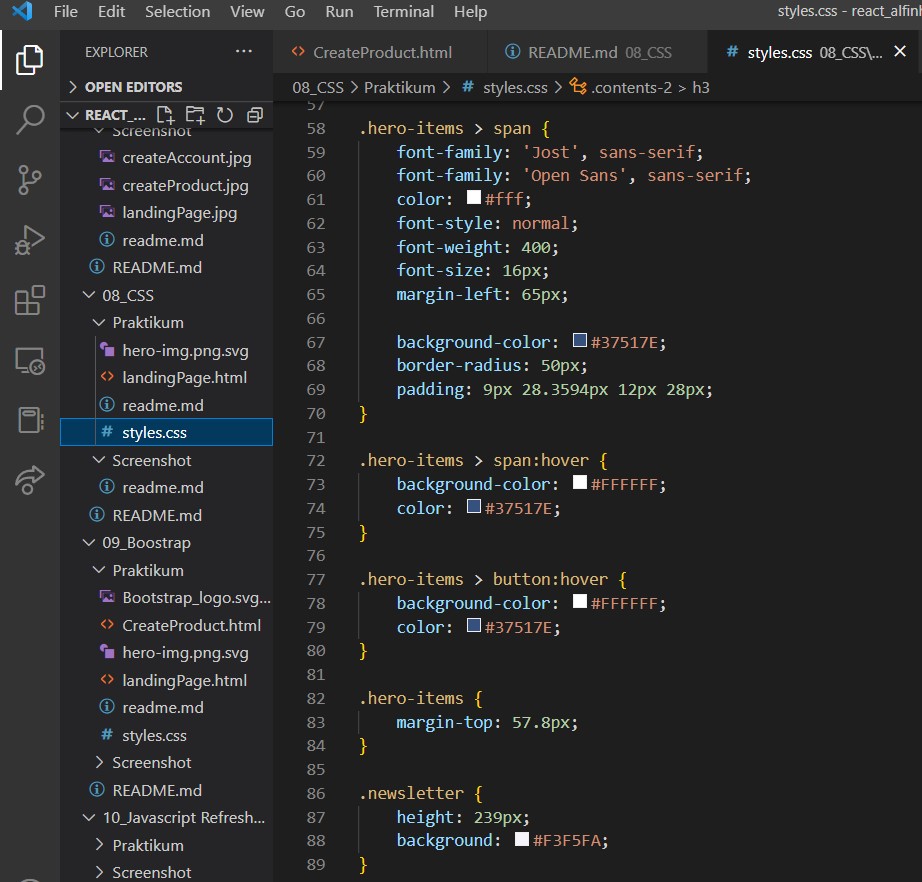 File Edit Selection View Go Run Terminal Help
styles.css - react_alfinh
EXPLORER
OPEN EDITORS
REACT_...
Screenshot
createAccount.jpg
createProduct.jpg
landingPage.jpg
readme.md
README.md
08_CSS
Praktikum
hero-img.png.svg
landingPage.html
readme.md
styles.css
Screenshot
readme.md
README.md
09_Boostrap
Praktikum
Bootstrap_logo.svg...
CreateProduct.html
hero-img.png.svg
landingPage.html
readme.md
styles.css
Screenshot
README.md
10_Javascript Refresh...
Praktikum
Screenshot
CreateProduct.html
README.md 08_CSS
styles.css 08_CSS\...
08_CSS > Praktikum > # styles.css > .contents-2 > h3
57
58 .hero-items > span {
59 font-family: 'Jost', sans-serif;
60 font-family: 'Open Sans', sans-serif;
61 color: #fff;
62 font-style: normal;
63 font-weight: 400;
64 font-size: 16px;
65 margin-left: 65px;
66
67 background-color: #37517E;
68 border-radius: 50px;
69 padding: 9px 28.3594px 12px 28px;
70 }
71
72 .hero-items > span:hover {
73 background-color: #FFFFFF;
74 color: #37517E;
75 }
76
77 .hero-items > button:hover {
78 background-color: #FFFFFF;
79 color: #37517E;
80 }
81
82 .hero-items {
83 margin-top: 57.8px;
84 }
85
86 .newsletter {
87 height: 239px;
88 background: #F3F5FA;
89 }